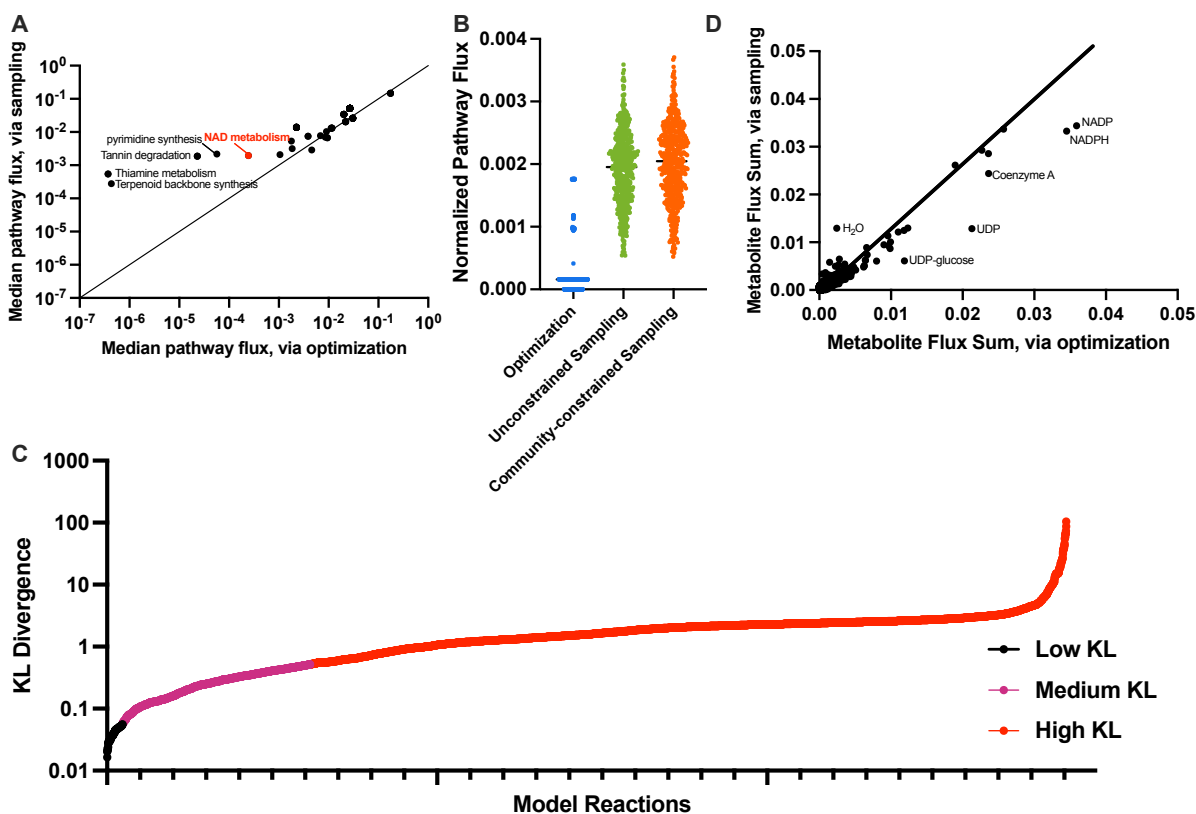 A
Median pathway flux, via sampling
10⁰
10⁻¹
10⁻²
10⁻³
10⁻⁴
10⁻⁵
10⁻⁶
10⁻⁷
pyrimidine synthesis
NAD metabolism
Tannin degradation
Thiamine metabolism
Terpenoid backbone synthesis
10⁻⁷ 10⁻⁶ 10⁻⁵ 10⁻⁴ 10⁻³ 10⁻² 10⁻¹ 10⁰
Median pathway flux, via optimization
B
Normalized Pathway Flux
0.004
0.003
0.002
0.001
0.000
Optimization
Unconstrained Sampling
Community-constrained Sampling
D
Metabolite Flux Sum, via sampling
0.05
0.04
0.03
0.02
0.01
0.00
NADP
NADPH
Coenzyme A
H₂O
UDP
UDP-glucose
0.00 0.01 0.02 0.03 0.04 0.05
Metabolite Flux Sum, via optimization
C
KL Divergence
1000
100
10
1
0.1
0.01
Low KL
Medium KL
High KL
Model Reactions